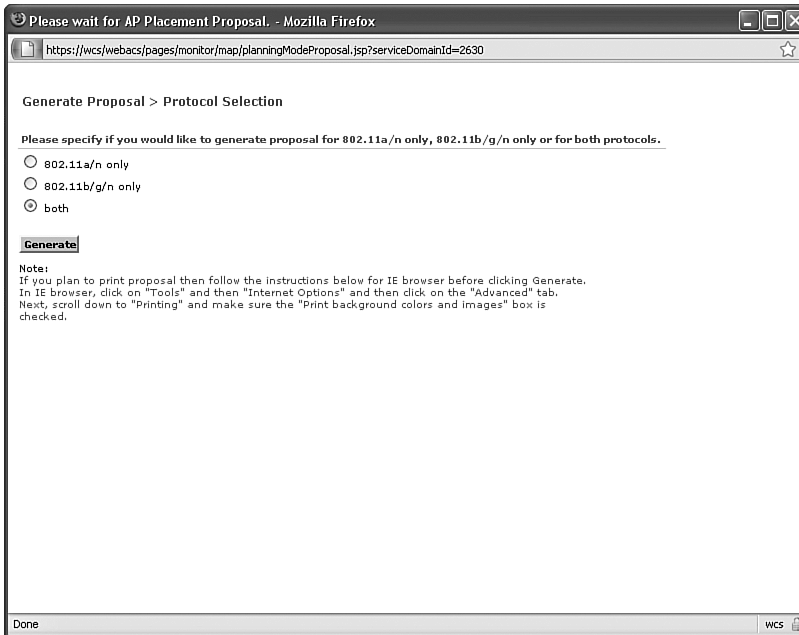 Please wait for AP Placement Proposal. - Mozilla Firefox
https://wcs/webacs/pages/monitor/map/planningModeProposal.jsp?serviceDomainId=2630
Generate Proposal > Protocol Selection
Please specify if you would like to generate proposal for 802.11a/n only, 802.11b/g/n only or for both protocols.
802.11a/n only
802.11b/g/n only
both
Generate
Note:
If you plan to print proposal then follow the instructions below for IE browser before clicking Generate.
In IE browser, click on "Tools" and then "Internet Options" and then click on the "Advanced" tab.
Next, scroll down to "Printing" and make sure the "Print background colors and images" box is
checked.
Done
wcs